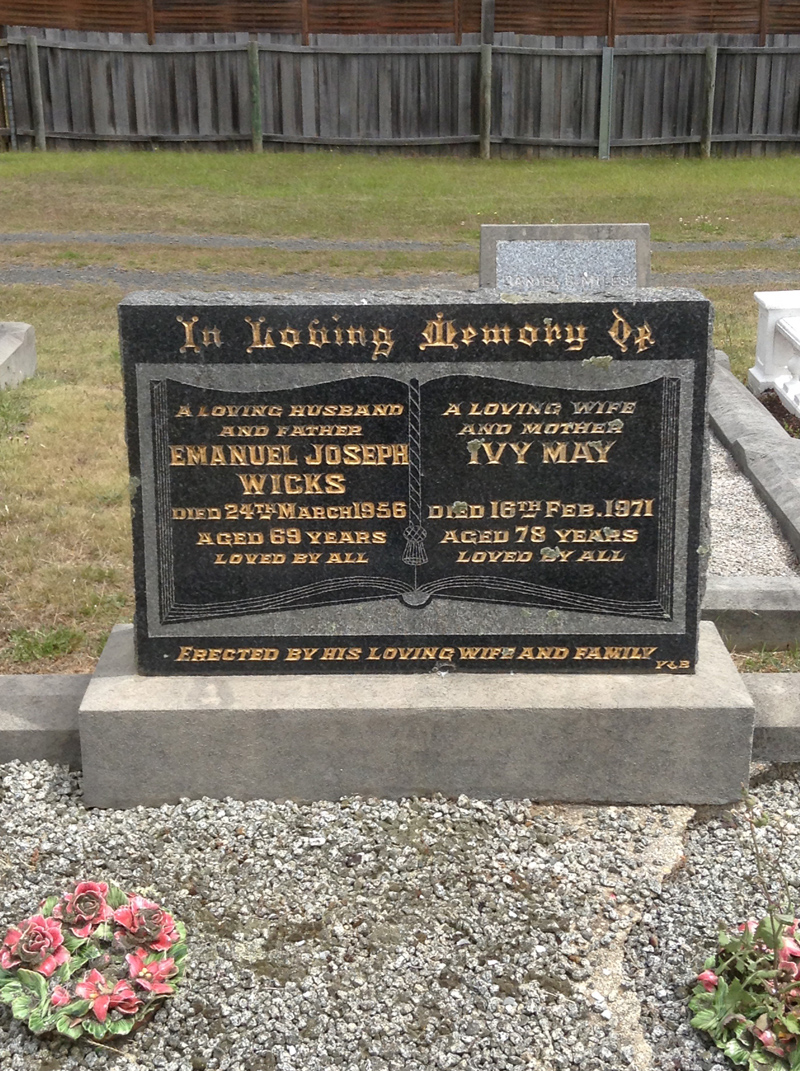 In Loving Memory Of
A LOVING HUSBAND
AND FATHER
EMANUEL JOSEPH
WICKS
DIED 24TH MARCH 1956
AGED 69 YEARS
LOVED BY ALL
A LOVING WIFE
AND MOTHER
IVY MAY
DIED 16TH FEB. 1971
AGED 78 YEARS
LOVED BY ALL
ERECTED BY HIS LOVING WIFE AND FAMILY